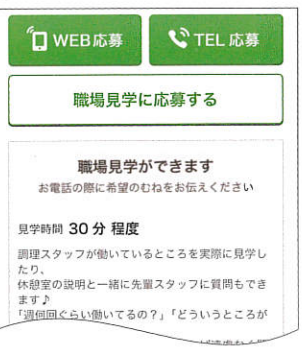 WEB応募
TEL 応募
職場見学に応募する
職場見学ができます
お電話の際に希望のむねをお伝えください
見学時間 30 分 程度
調理スタッフが働いているところを実際に見学し
たり、
休憩室の説明と一緒に先輩スタッフに質問もでき
ます♪
「週何回ぐらい働いてるの？」「どういうところが